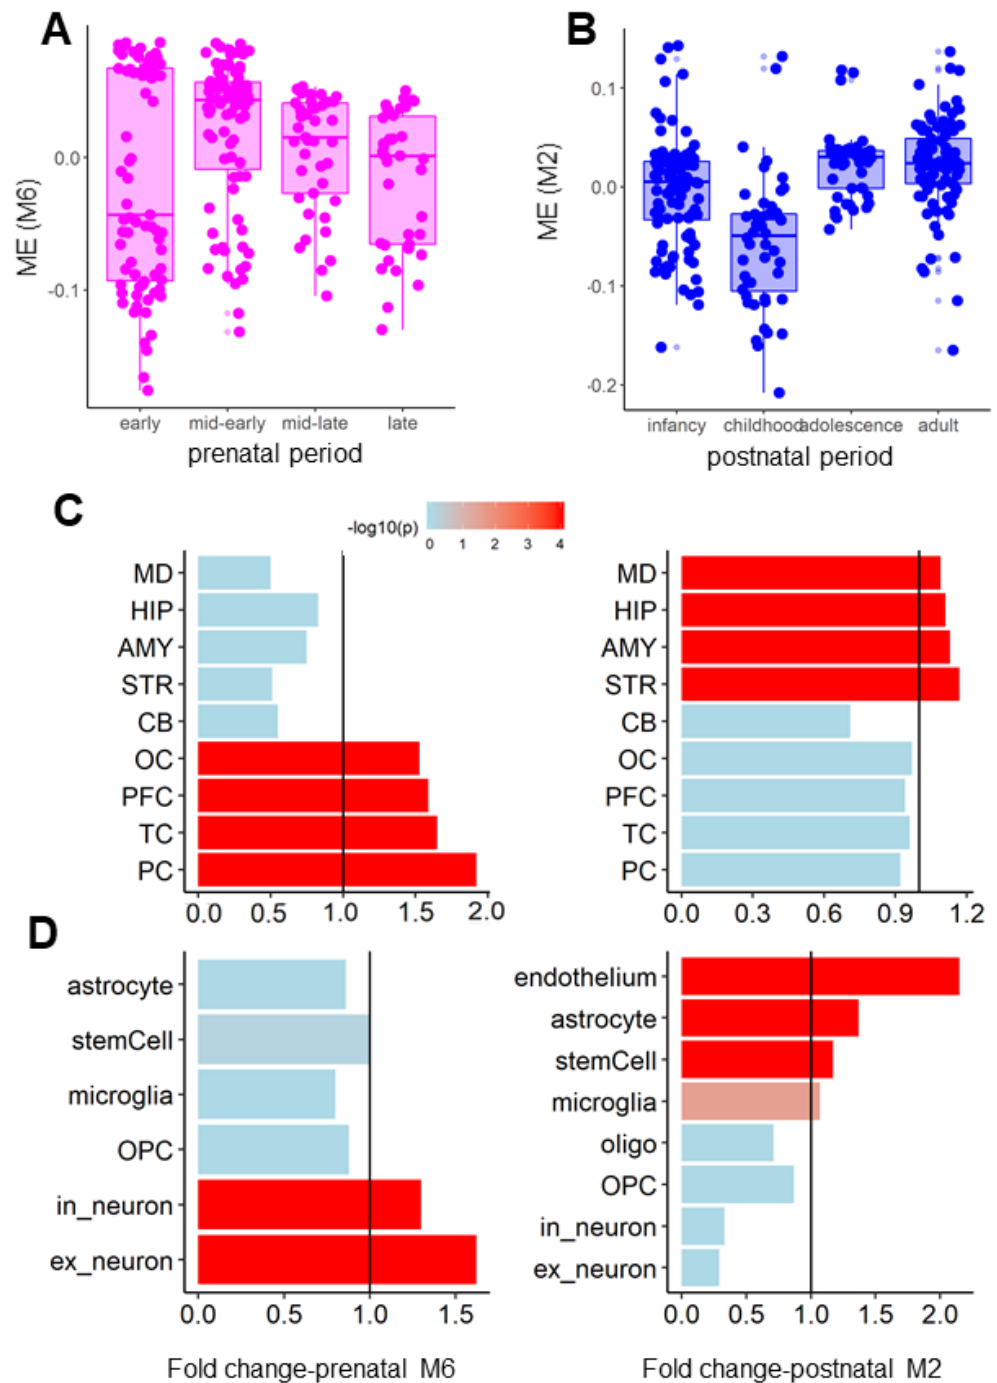 A
ME (M6)
0.0
-0.1
early mid-early mid-late late
prenatal period
B
ME (M2)
0.1
0.0
-0.1
-0.2
infancy childhood adolescence adult
postnatal period
C
-log10(p)
0 1 2 3 4
MD
HIP
AMY
STR
CB
OC
PFC
TC
PC
0.0 0.5 1.0 1.5 2.0
MD
HIP
AMY
STR
CB
OC
PFC
TC
PC
0.0 0.3 0.6 0.9 1.2
D
astrocyte
stemCell
microglia
OPC
in_neuron
ex_neuron
0.0 0.5 1.0 1.5
Fold change-prenatal M6
endothelium
astrocyte
stemCell
microglia
oligo
OPC
in_neuron
ex_neuron
0.0 0.5 1.0 1.5 2.0
Fold change-postnatal M2